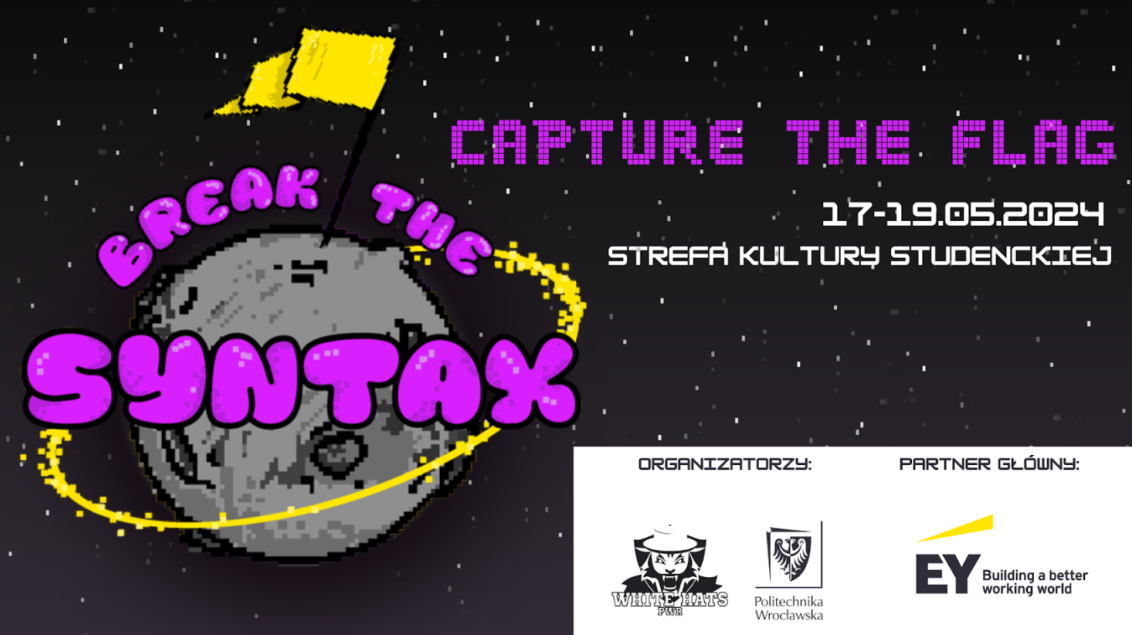 BREAK THE
SYNTAX
CAPTURE THE FLAG
17-19.05.2024
STREFA KULTURY STUDENCKIEJ
ORGANIZATORZY:
WHITE HATS
PWR
Politechnika
Wrocławska
PARTNER GŁÓWNY:
EY
Building a better
working world